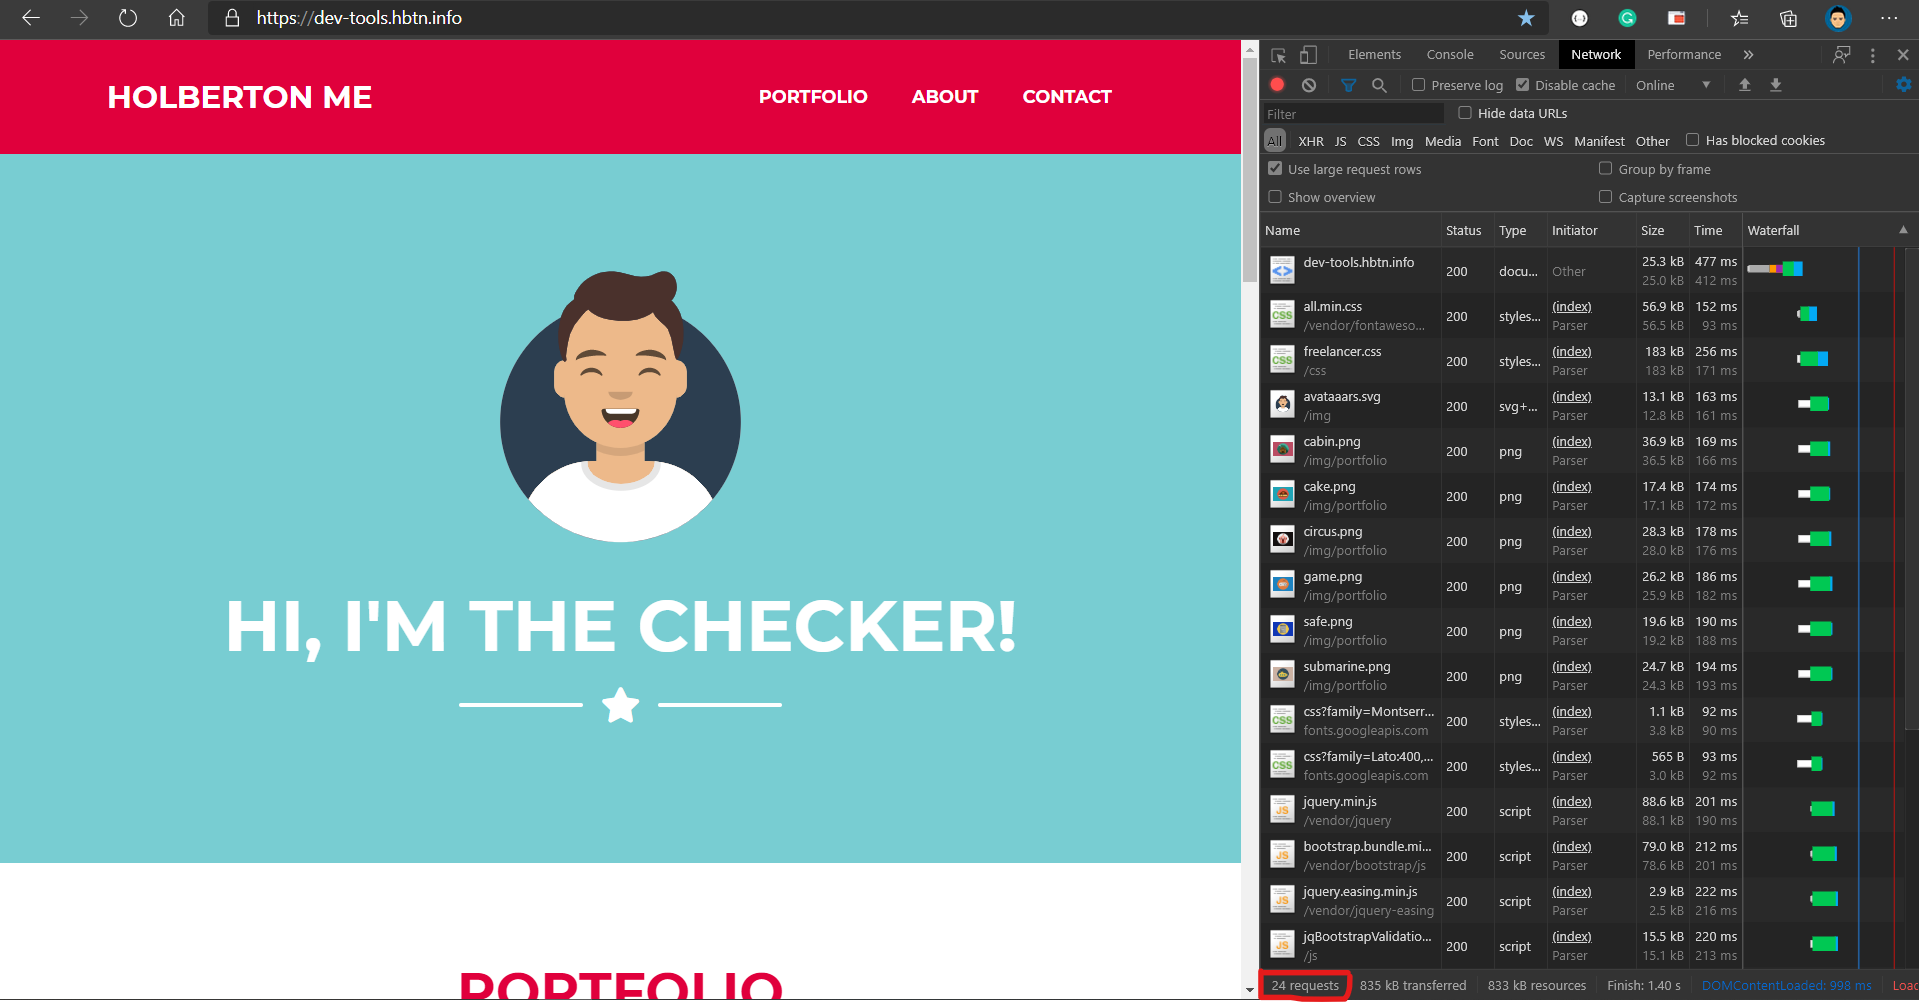 https://dev-tools.hbtn.info
HOLBERTON ME
PORTFOLIO ABOUT CONTACT
HI, I'M THE CHECKER!
PORTFOLIO
Elements Console Sources Network Performance »
Preserve log Disable cache Online
Filter Hide data URLs
All XHR JS CSS Img Media Font Doc WS Manifest Other Has blocked cookies
Use large request rows Group by frame
Show overview Capture screenshots
Name Status Type Initiator Size Time Waterfall
dev-tools.hbtn.info 200 docu... Other 25.3 kB 477 ms
25.0 kB 412 ms
all.min.css 200 styles... (index) 56.9 kB 152 ms
/vendor/fontaweso... Parser 56.5 kB 93 ms
freelancer.css 200 styles... (index) 183 kB 256 ms
/css Parser 183 kB 171 ms
avataaars.svg 200 svg+... (index) 13.1 kB 163 ms
/img Parser 12.8 kB 161 ms
cabin.png 200 png (index) 36.9 kB 169 ms
/img/portfolio Parser 36.5 kB 166 ms
cake.png 200 png (index) 17.4 kB 174 ms
/img/portfolio Parser 17.1 kB 172 ms
circus.png 200 png (index) 28.3 kB 178 ms
/img/portfolio Parser 28.0 kB 176 ms
game.png 200 png (index) 26.2 kB 186 ms
/img/portfolio Parser 25.9 kB 182 ms
safe.png 200 png (index) 19.6 kB 190 ms
/img/portfolio Parser 19.2 kB 188 ms
submarine.png 200 png (index) 24.7 kB 194 ms
/img/portfolio Parser 24.3 kB 193 ms
css?family=Montserr... 200 styles... (index) 1.1 kB 92 ms
fonts.googleapis.com Parser 3.8 kB 90 ms
css?family=Lato:400,... 200 styles... (index) 565 B 93 ms
fonts.googleapis.com Parser 3.0 kB 92 ms
jquery.min.js 200 script (index) 88.6 kB 201 ms
/vendor/jquery Parser 88.1 kB 190 ms
bootstrap.bundle.mi... 200 script (index) 79.0 kB 212 ms
/vendor/bootstrap/js Parser 78.6 kB 201 ms
jquery.easing.min.js 200 script (index) 2.9 kB 222 ms
/vendor/jquery-easing Parser 2.5 kB 216 ms
jqBootstrapValidatio... 200 script (index) 15.5 kB 220 ms
/js Parser 15.1 kB 213 ms
24 requests 835 kB transferred 833 kB resources Finish: 1.40 s DOMContentLoaded: 998 ms Loac